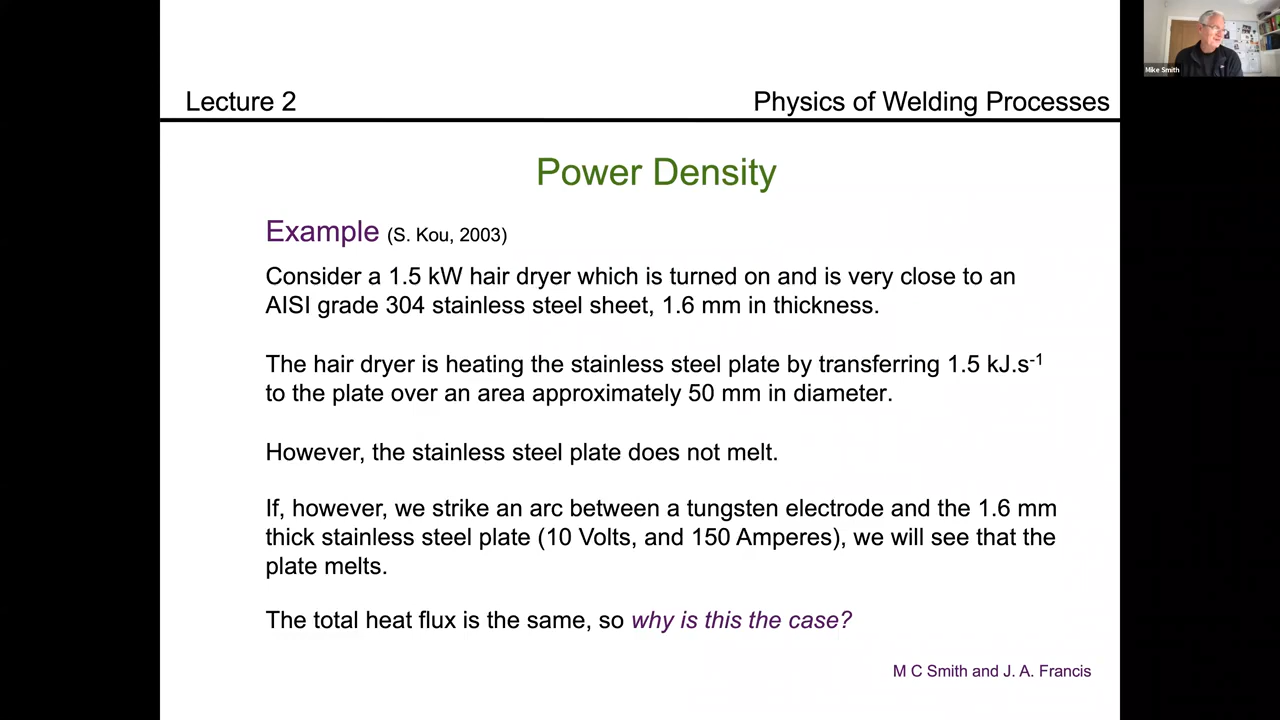 Mike Smith
Lecture 2
Physics of Welding Processes
Power Density
Example (S. Kou, 2003)
Consider a 1.5 kW hair dryer which is turned on and is very close to an
AISI grade 304 stainless steel sheet, 1.6 mm in thickness.
The hair dryer is heating the stainless steel plate by transferring 1.5 kJ.s⁻¹
to the plate over an area approximately 50 mm in diameter.
However, the stainless steel plate does not melt.
If, however, we strike an arc between a tungsten electrode and the 1.6 mm
thick stainless steel plate (10 Volts, and 150 Amperes), we will see that the
plate melts.
The total heat flux is the same, so why is this the case?
M C Smith and J. A. Francis